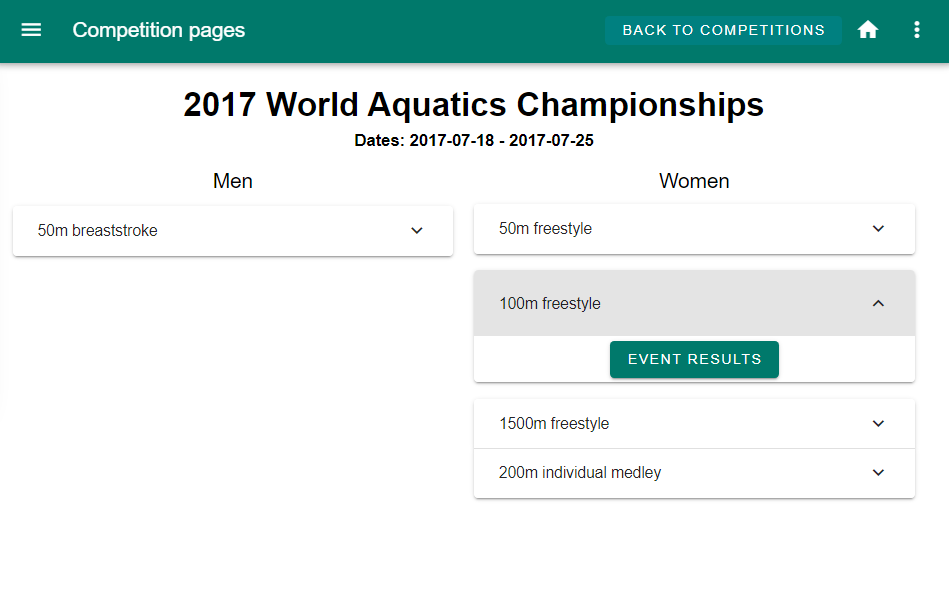 Competition pages
BACK TO COMPETITIONS
2017 World Aquatics Championships
Dates: 2017-07-18 - 2017-07-25
Men
50m breaststroke
Women
50m freestyle
100m freestyle
EVENT RESULTS
1500m freestyle
200m individual medley